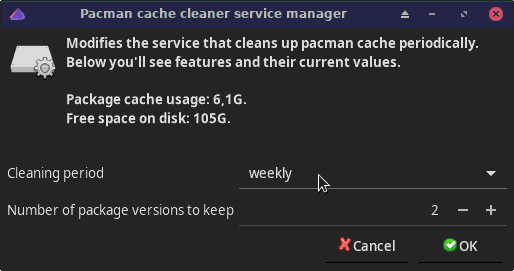 Pacman cache cleaner service manager
Modifies the service that cleans up pacman cache periodically.
Below you'll see features and their current values.
Package cache usage: 6,1G.
Free space on disk: 105G.
Cleaning period
weekly
Number of package versions to keep
2
Cancel
OK